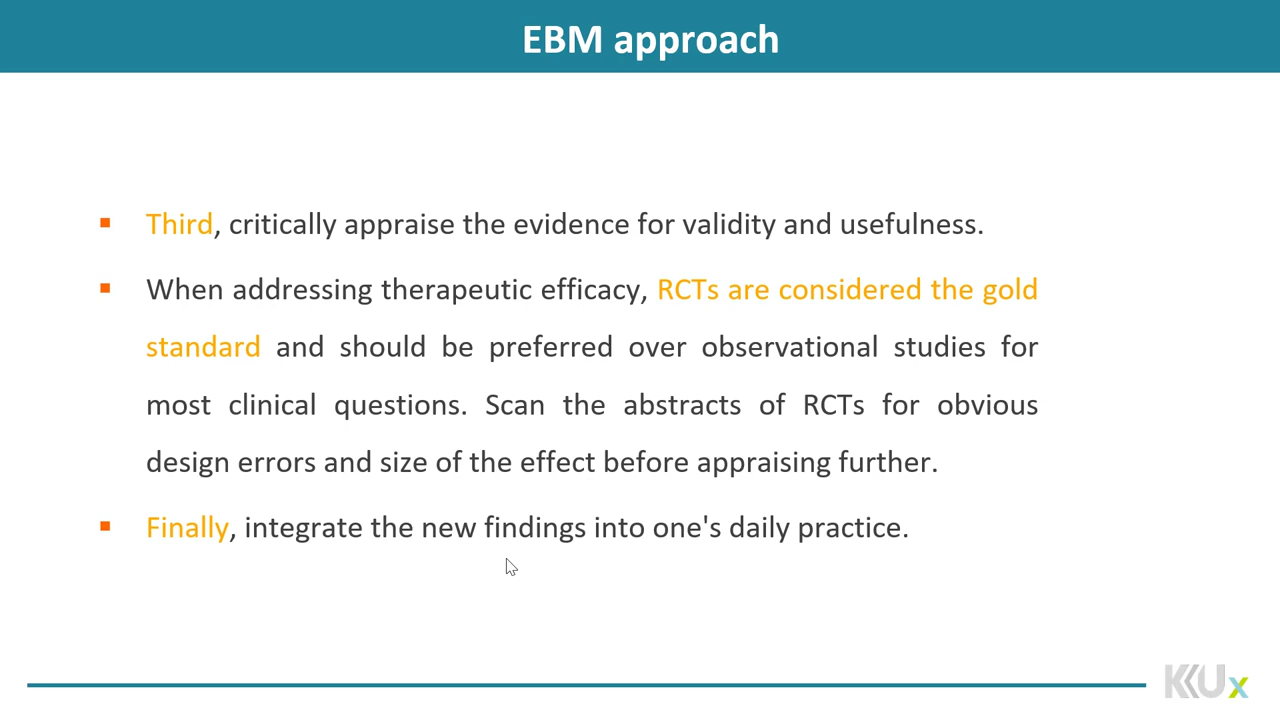 EBM approach
Third, critically appraise the evidence for validity and usefulness.
When addressing therapeutic efficacy, RCTs are considered the gold
standard and should be preferred over observational studies for
most clinical questions. Scan the abstracts of RCTs for obvious
design errors and size of the effect before appraising further.
Finally, integrate the new findings into one's daily practice.
KKUx